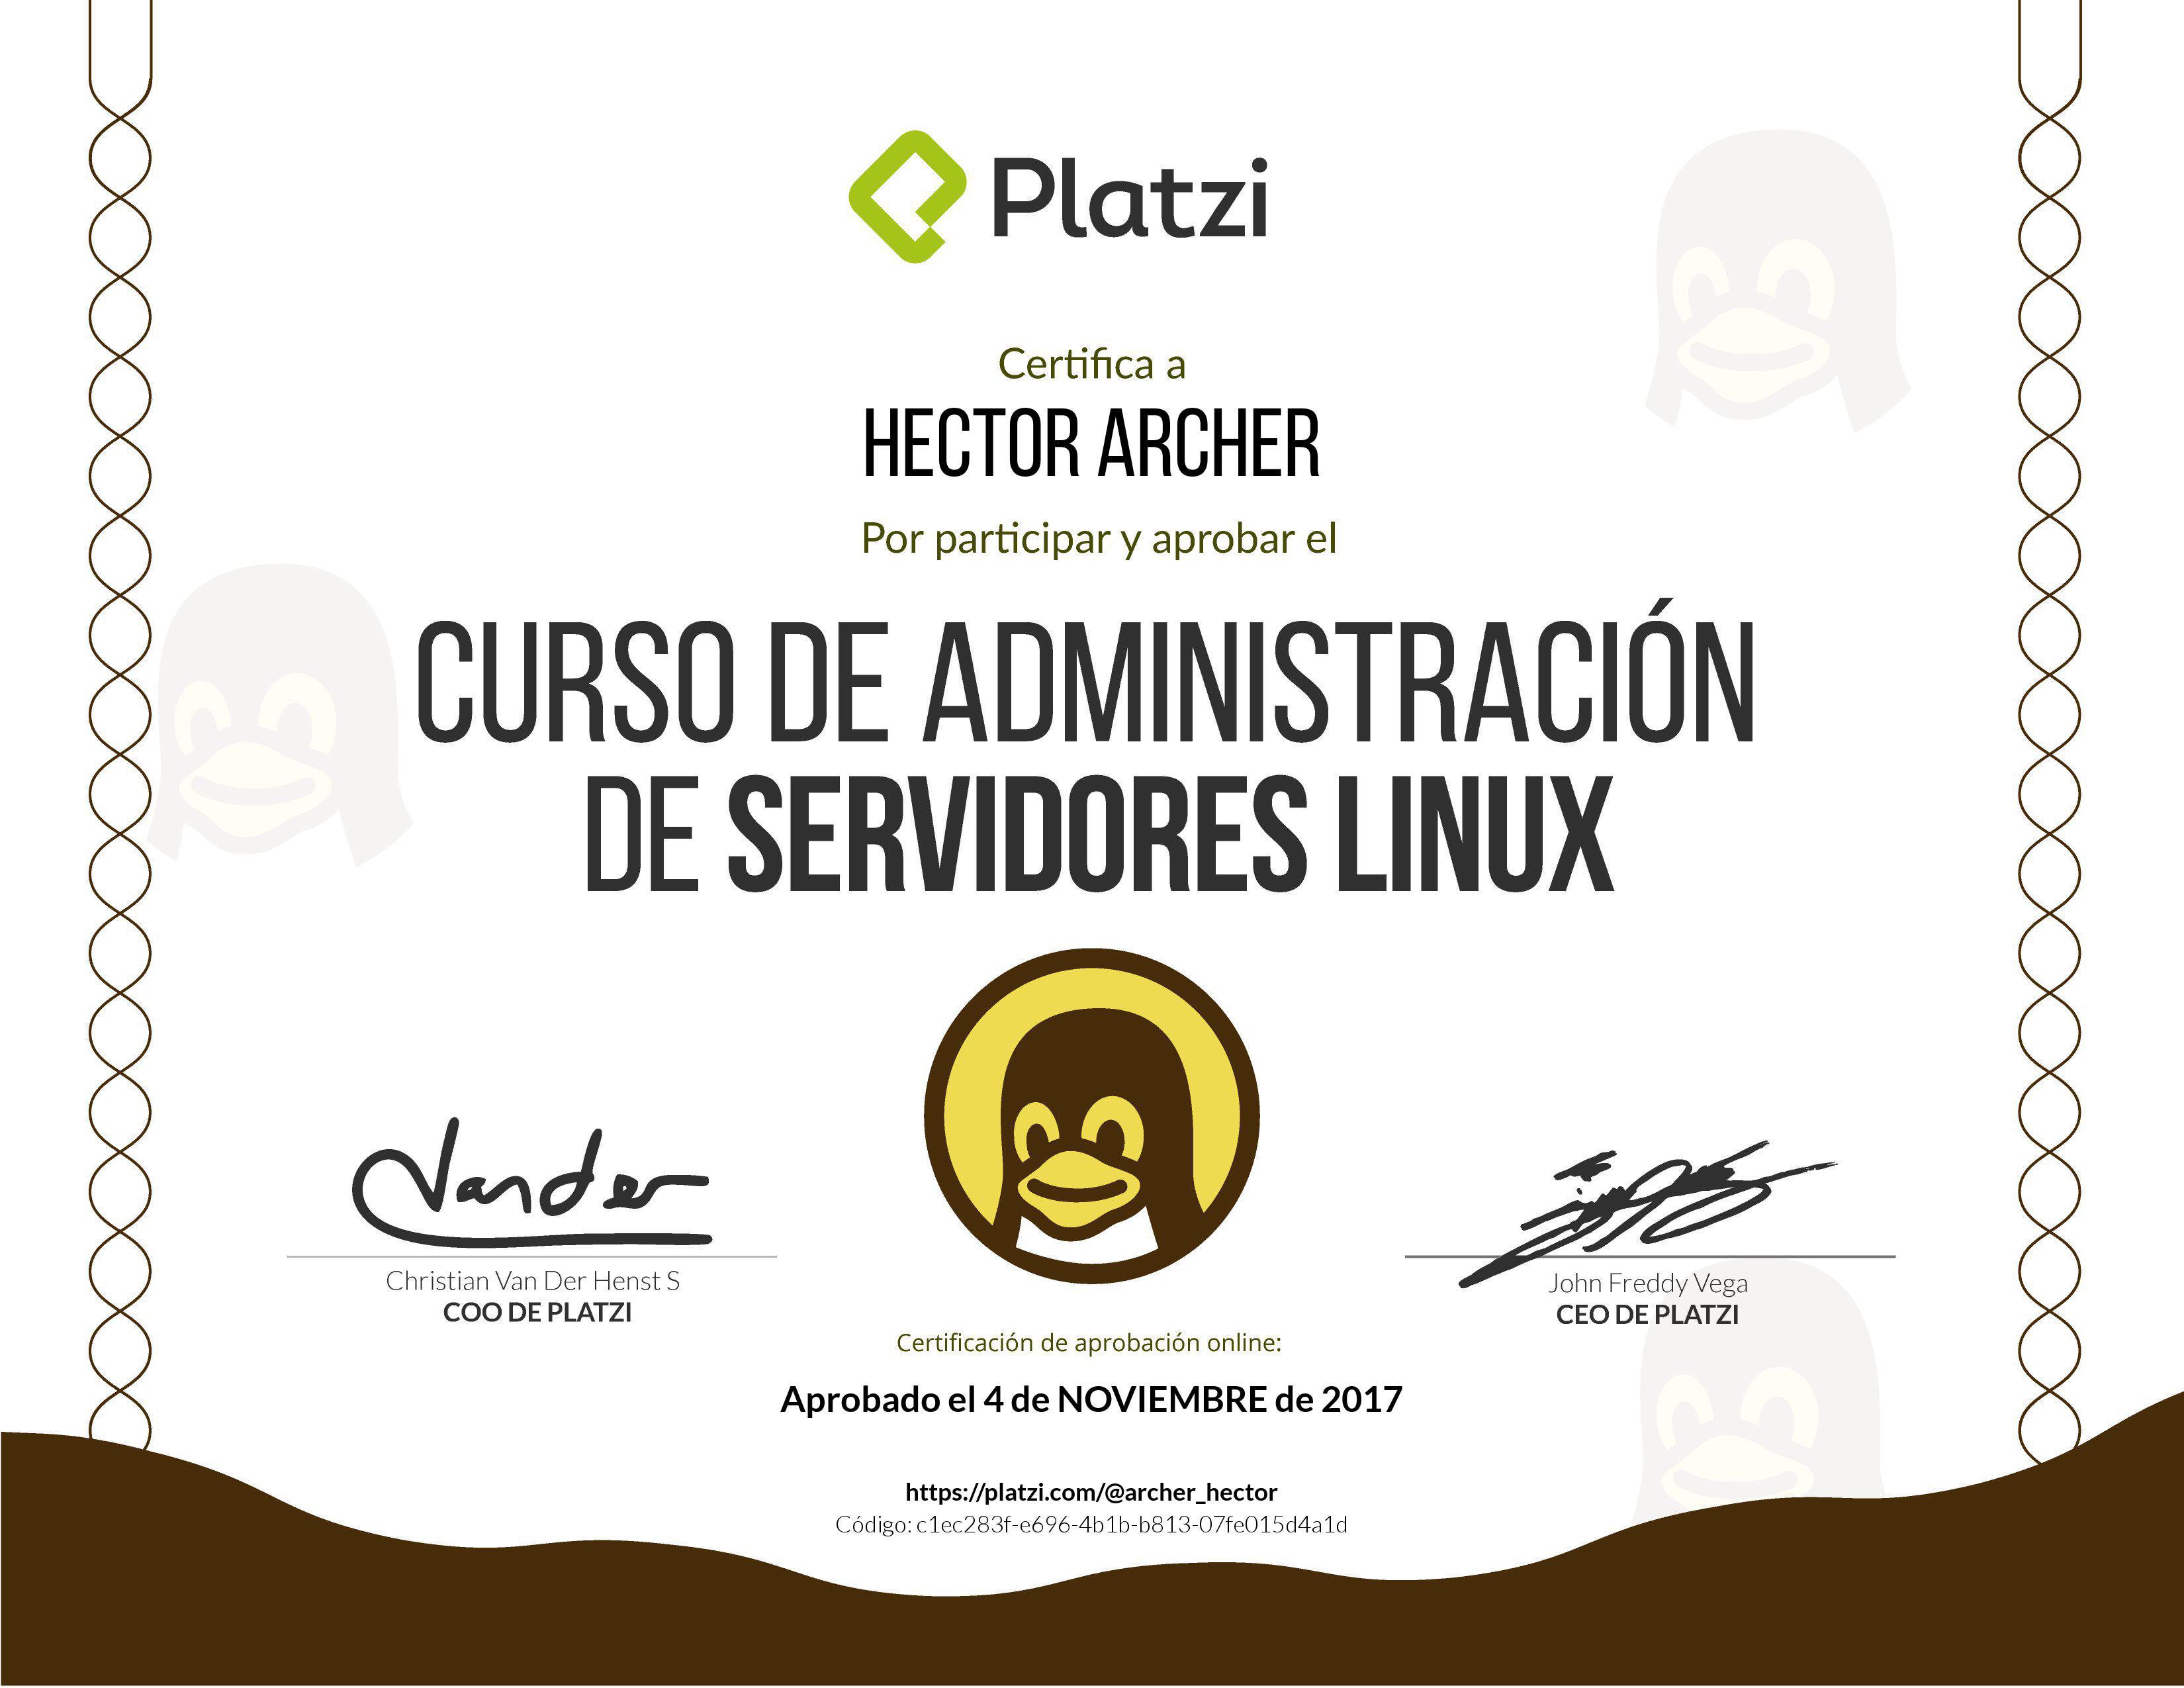 Platzi
Certifica a
HECTOR ARCHER
Por participar y aprobar el
CURSO DE ADMINISTRACIÓN
DE SERVIDORES LINUX
Vander
Christian Van Der Henst S
COO DE PLATZI
John Freddy Vega
CEO DE PLATZI
Certificación de aprobación online:
Aprobado el 4 de NOVIEMBRE de 2017
https://platzi.com/@archer_hector
Código: c1ec283f-e696-4b1b-b813-07fe015d4a1d